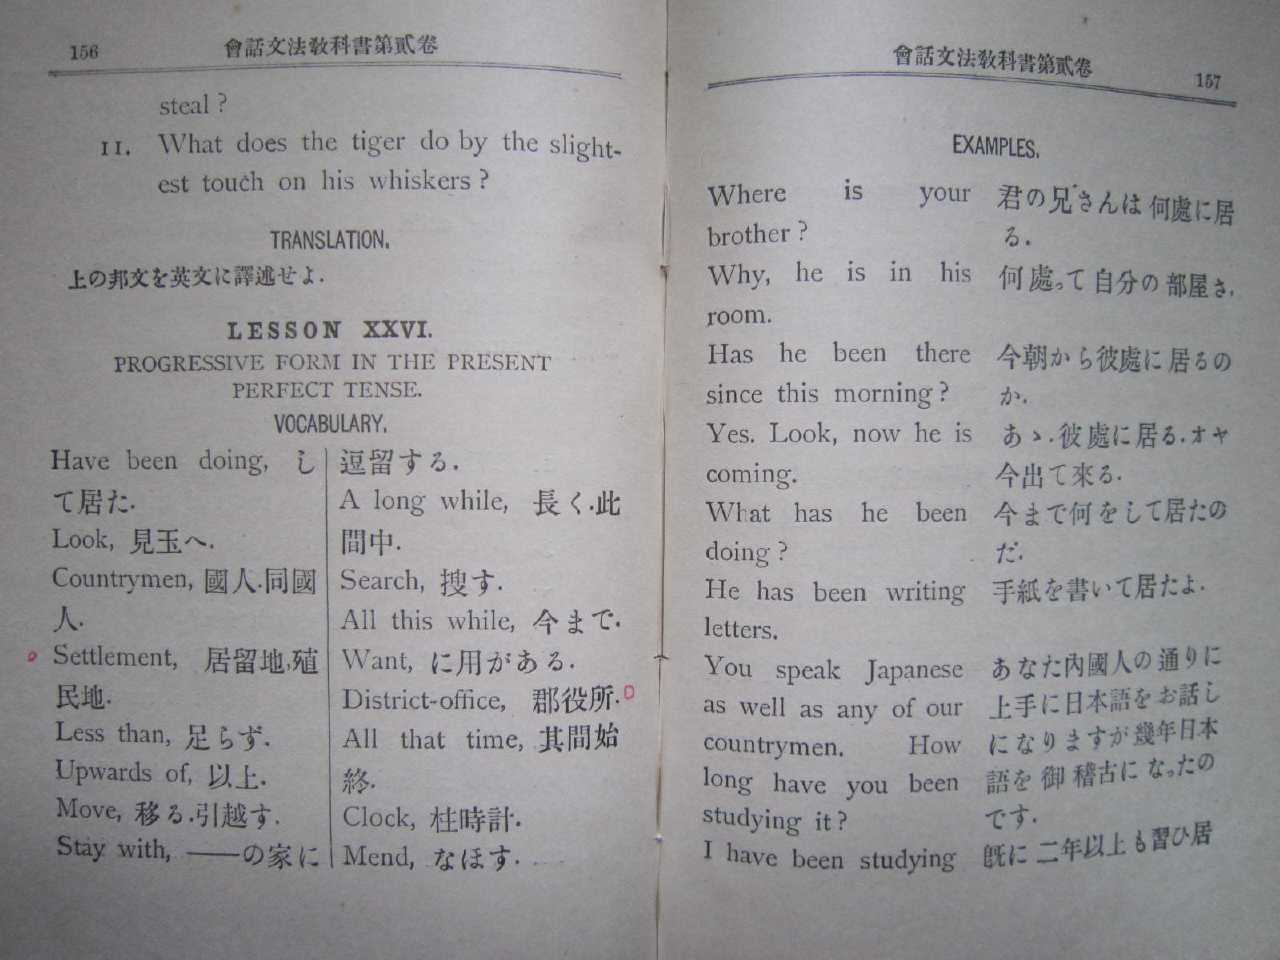 156
會話文法敎科書第貳卷
steal ?
11. What does the tiger do by the slight-
est touch on his whiskers ?
TRANSLATION.
上の邦文を英文に譯述せよ.
LESSON XXVI.
PROGRESSIVE FORM IN THE PRESENT
PERFECT TENSE.
VOCABULARY.
Have been doing, し
て居た.
Look, 見玉へ.
Countrymen, 國人.同國
人.
Settlement, 居留地,殖
民地.
Less than, 足らず.
Upwards of, 以上.
Move, 移る.引越す.
Stay with, ——の家に
逗留する.
A long while, 長く.此
間中.
Search, 搜す.
All this while, 今まで.
Want, に用がある.
District-office, 郡役所.
All that time, 其間始
終.
Clock, 柱時計.
Mend, なほす.
會話文法敎科書第貳卷
157
EXAMPLES.
Where is your
brother ?
Why, he is in his
room.
Has he been there
since this morning ?
Yes. Look, now he is
coming.
What has he been
doing ?
He has been writing
letters.
You speak Japanese
as well as any of our
countrymen. How
long have you been
studying it ?
I have been studying
君の兄さんは何處に居
る.
何處って自分の部屋さ,
今朝から彼處に居るの
か.
あゝ.彼處に居る.オヤ
今出て來る.
今まで何をして居たの
だ.
手紙を書いて居たよ.
あなた內國人の通りに
上手に日本語をお話し
になりますが幾年日本
語を御稽古になったの
です.
旣に二年以上も習ひ居